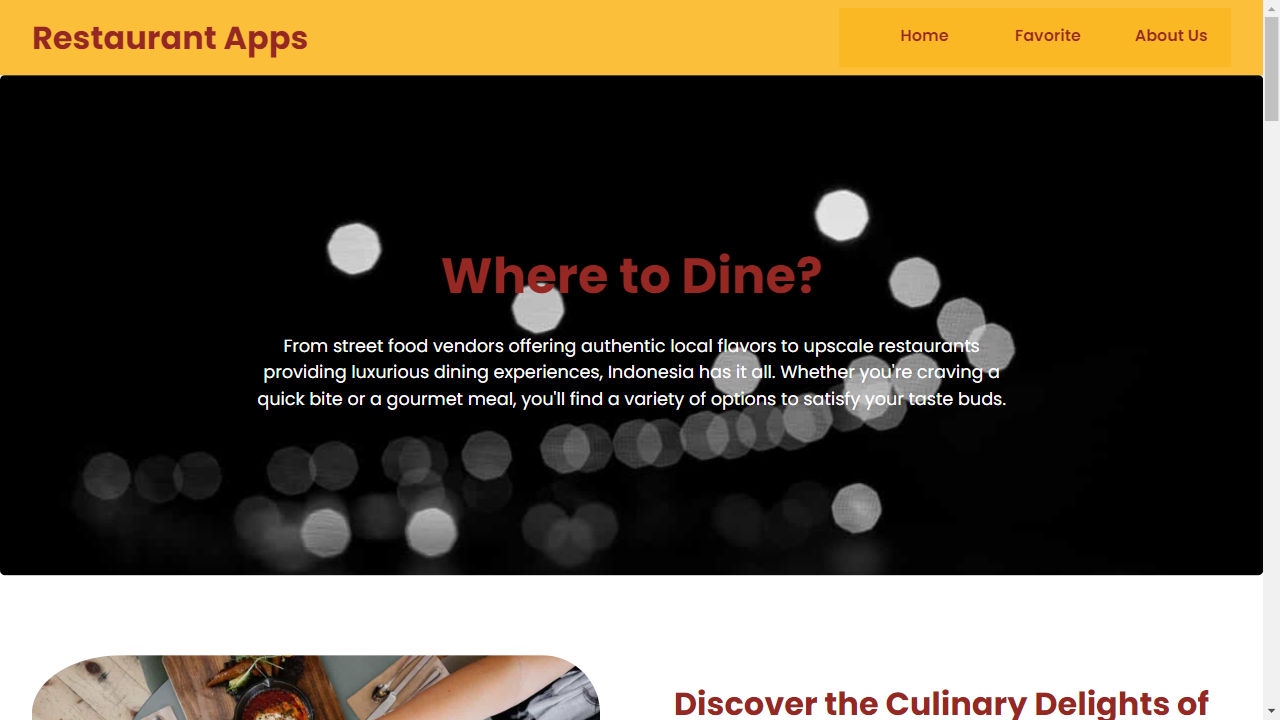 Restaurant Apps
Home
Favorite
About Us
Where to Dine?
From street food vendors offering authentic local flavors to upscale restaurants
providing luxurious dining experiences, Indonesia has it all. Whether you're craving a
quick bite or a gourmet meal, you'll find a variety of options to satisfy your taste buds.
Discover the Culinary Delights of